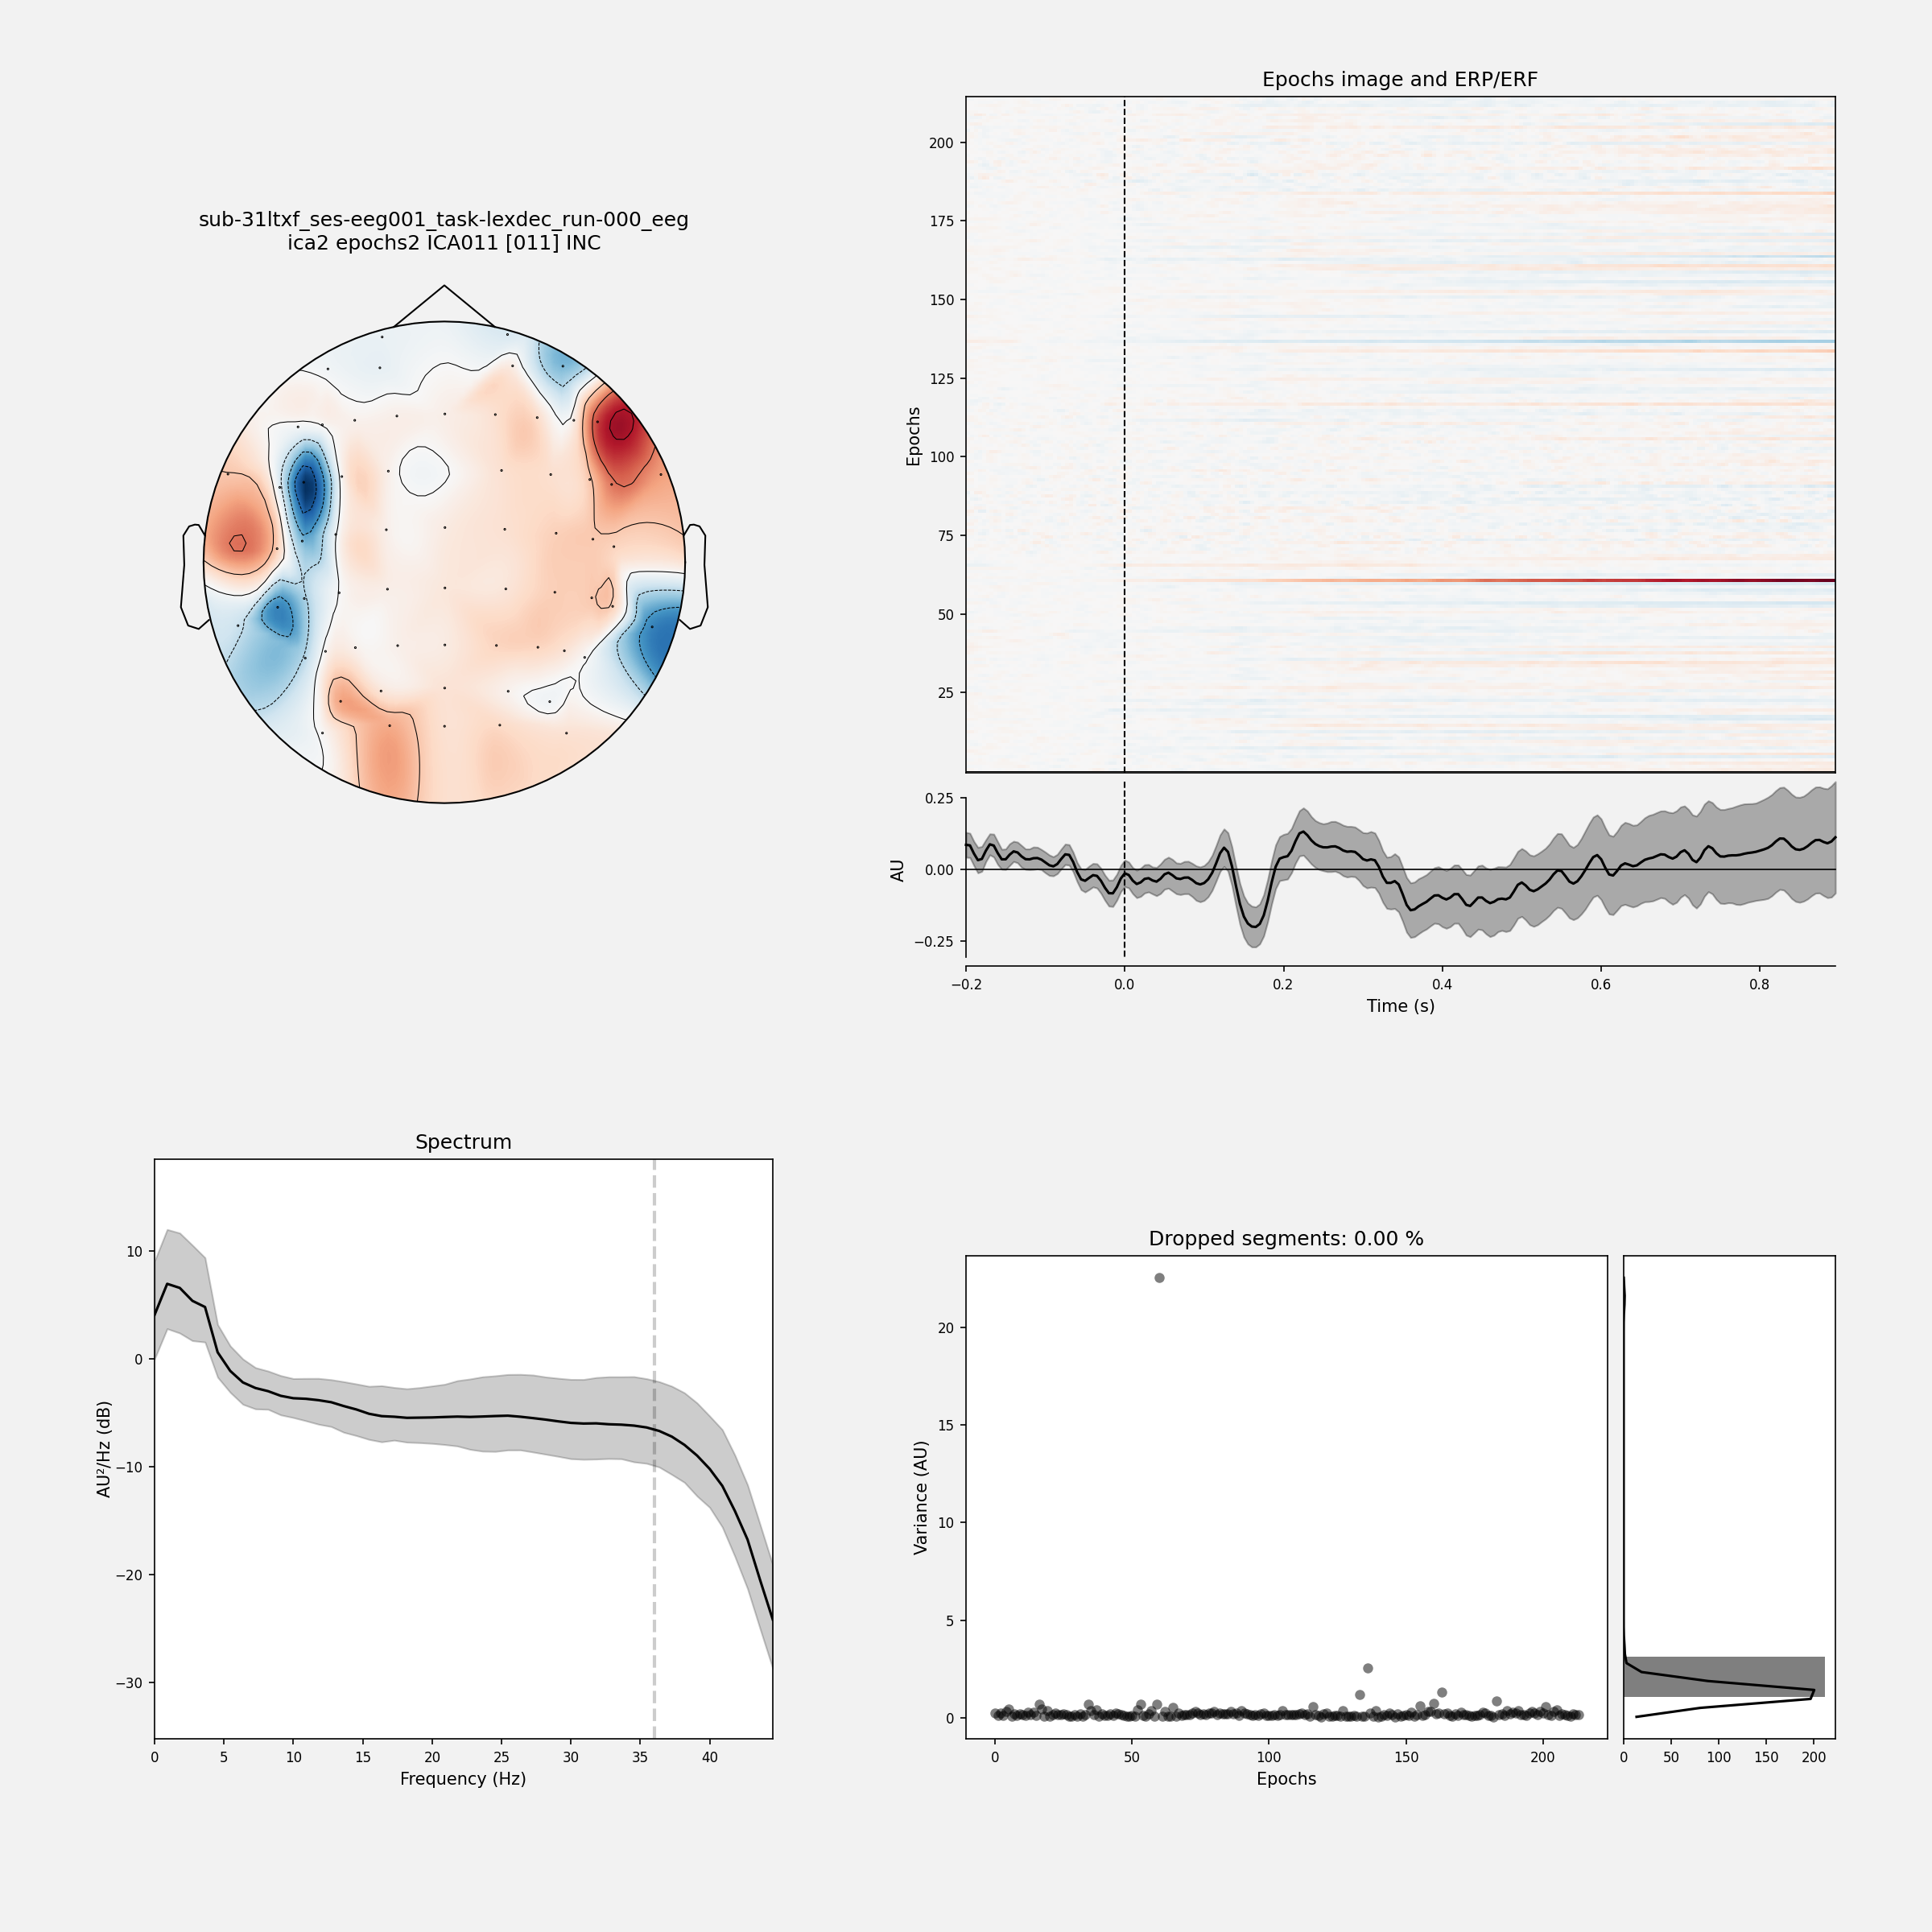 sub-31ltxf_ses-eeg001_task-lexdec_run-000_eeg
ica2 epochs2 ICA011 [011] INC
Epochs image and ERP/ERF
Epochs
200
175
150
125
100
75
50
25
AU
0.25
0.00
−0.25
−0.2 0.0 0.2 0.4 0.6 0.8
Time (s)
Spectrum
AU²/Hz (dB)
10
0
−10
−20
−30
0 5 10 15 20 25 30 35 40
Frequency (Hz)
Dropped segments: 0.00 %
Variance (AU)
20
15
10
5
0
0 50 100 150 200
Epochs
0 50 100 150 200